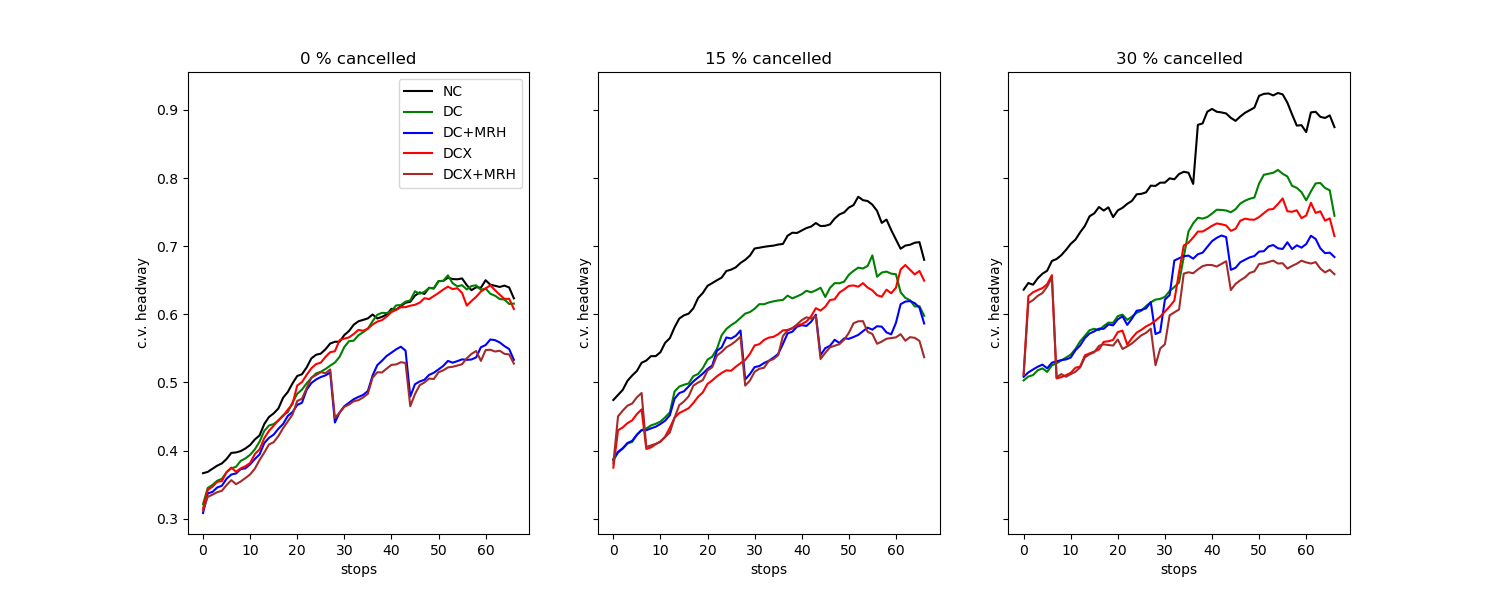 0 % cancelled
15 % cancelled
30 % cancelled
NC
DC
DC+MRH
DCX
DCX+MRH
0.9
0.8
0.7
0.6
0.5
0.4
0.3
c.v. headway
c.v. headway
c.v. headway
0 10 20 30 40 50 60
0 10 20 30 40 50 60
0 10 20 30 40 50 60
stops
stops
stops